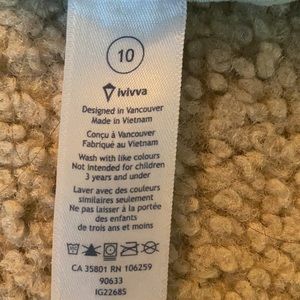 10
ivivva
Designed in Vancouver
Made in Vietnam
Conçu à Vancouver
Fabriqué au Vietnam
Wash with like colours
Not intended for children
3 years and under
Laver avec des couleurs
similaires seulement
Ne pas laisser à la portée
des enfants
de trois ans et moins
CA 35801 RN 106259
90633
IG22685